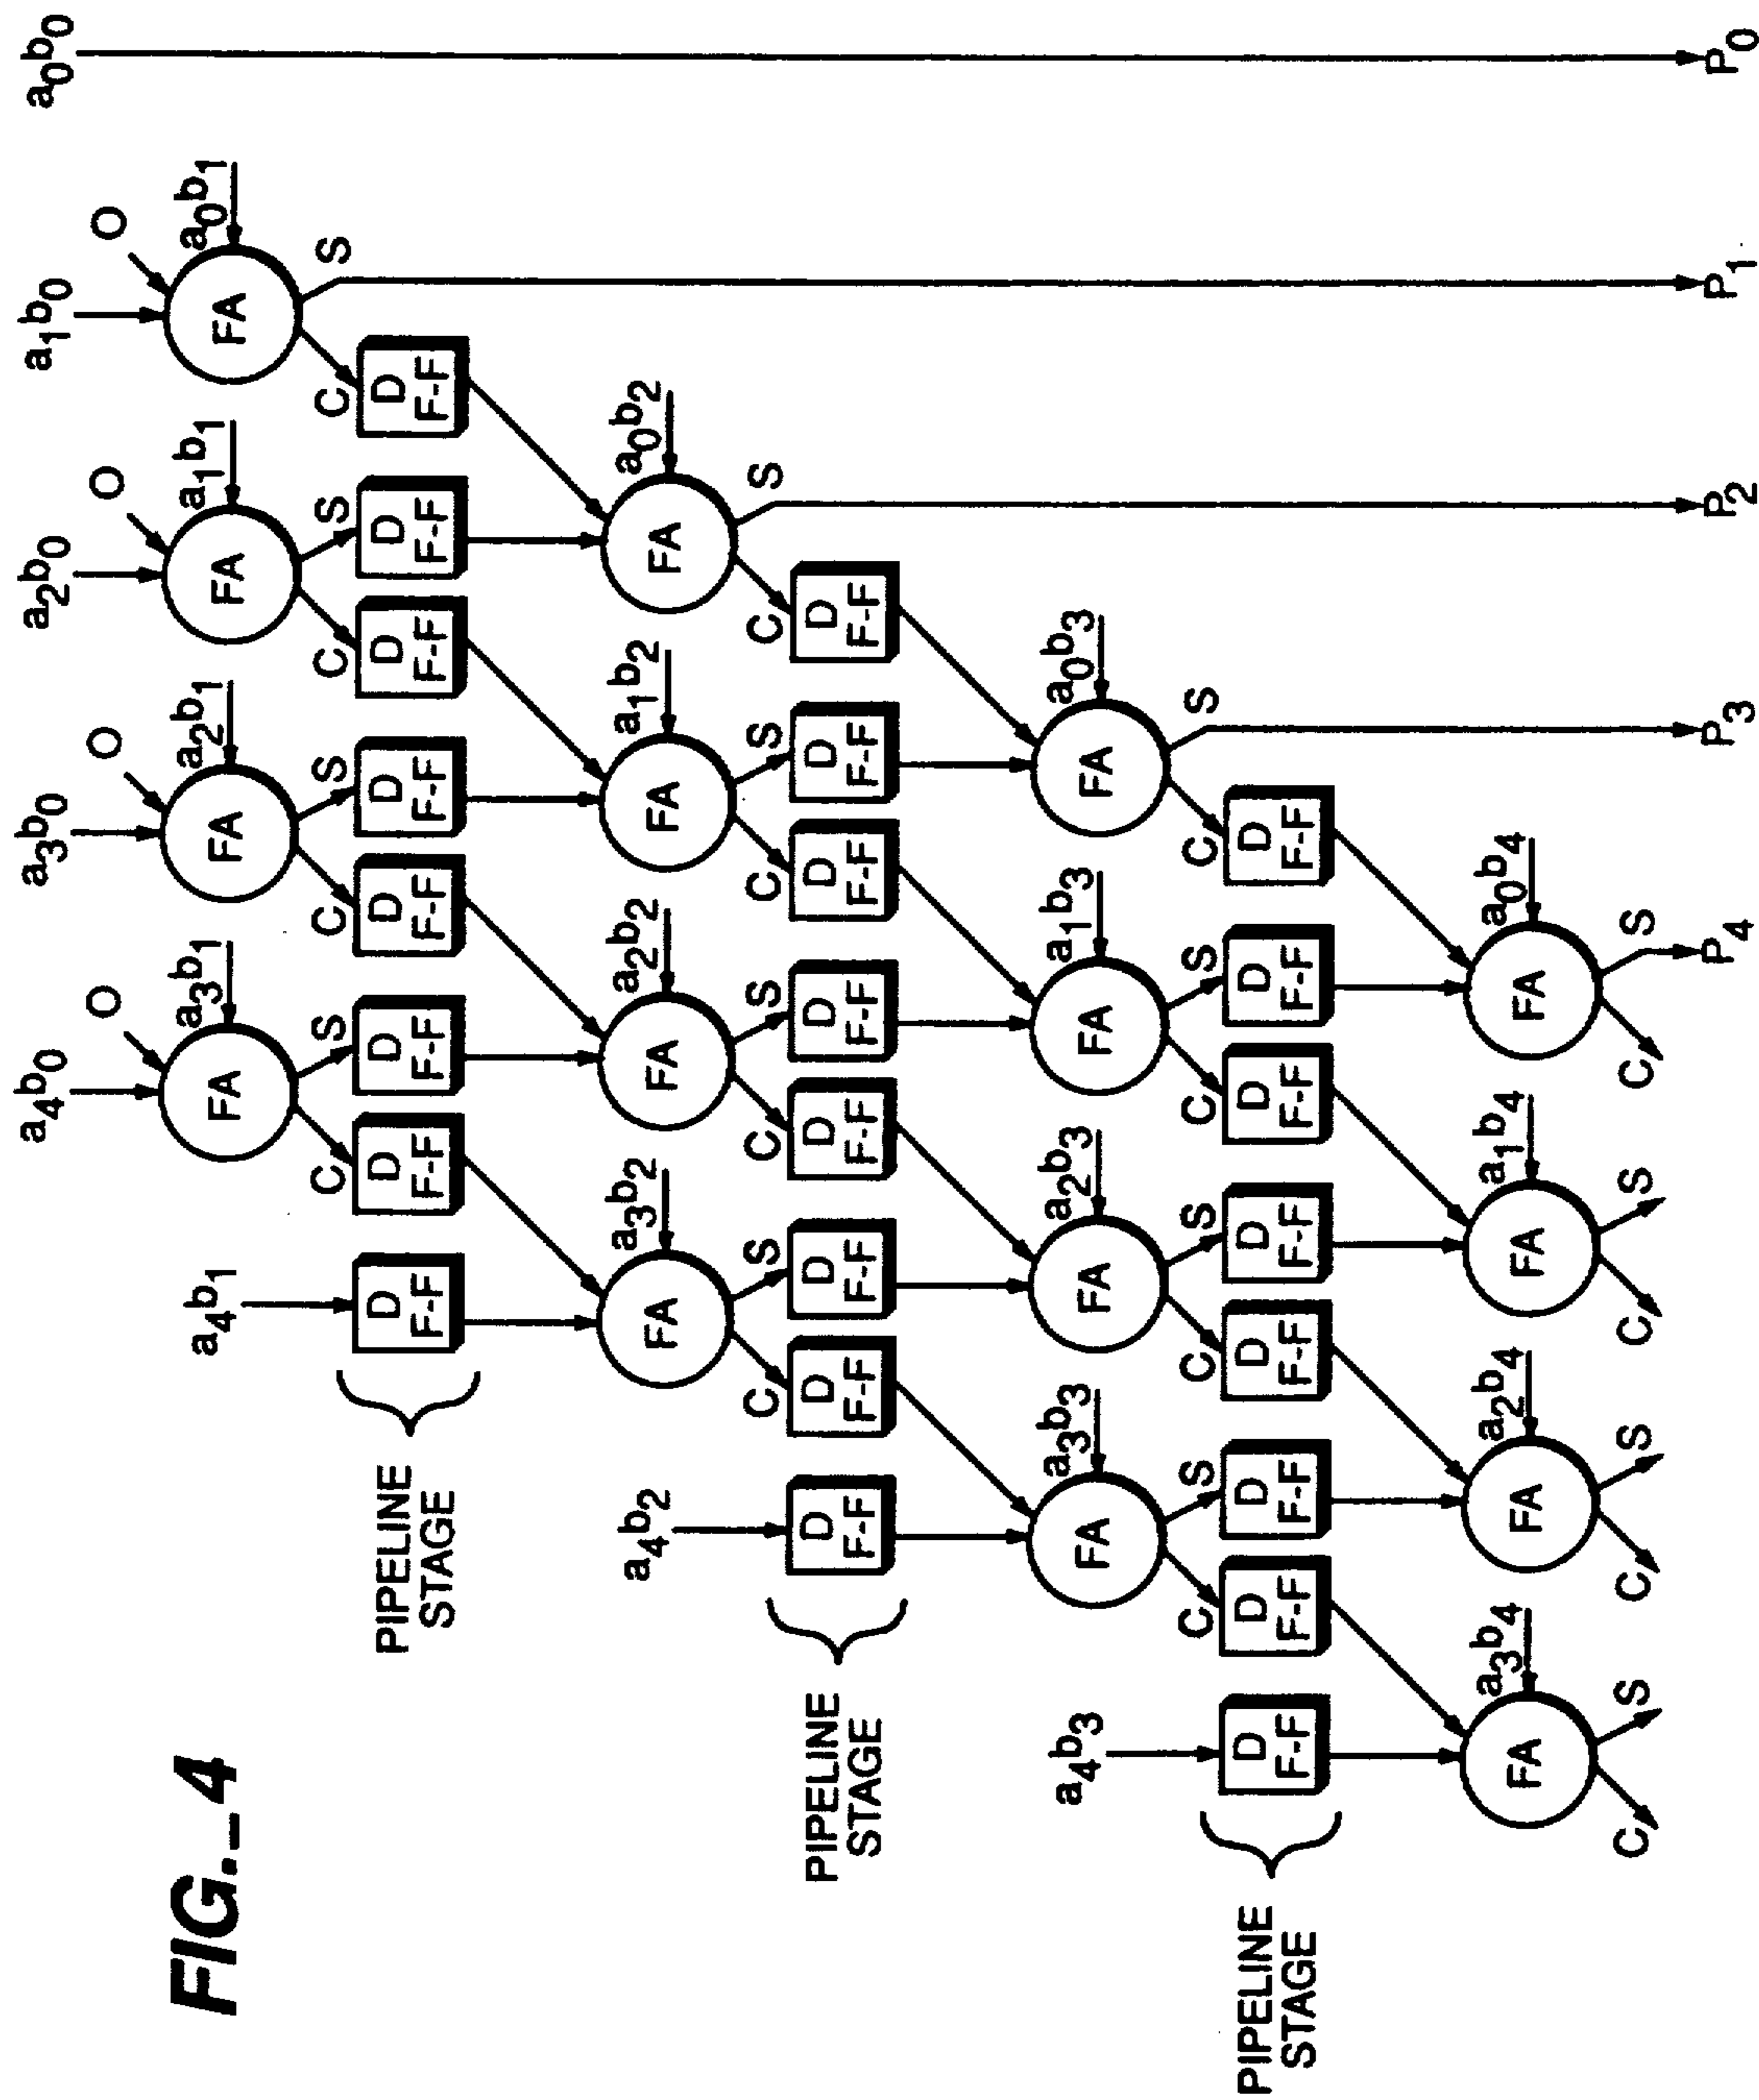 a4b0 a3b0 a2b0 a1b0 a0b0
O O O O
FIG._4
a4b1 a3b1 a2b1 a1b1 a0b1
FA FA FA FA
C S C S C S C S
PIPELINE
STAGE
D D D D D D D D
F-F F-F F-F F-F F-F F-F F-F F-F
a4b2 a3b2 a2b2 a1b2 a0b2
FA FA FA FA
C S C S C S C S
PIPELINE
STAGE
D D D D D D D D
F-F F-F F-F F-F F-F F-F F-F F-F
a4b3 a3b3 a2b3 a1b3 a0b3
FA FA FA FA
C S C S C S C S
PIPELINE
STAGE
D D D D D D D D
F-F F-F F-F F-F F-F F-F F-F F-F
a3b4 a2b4 a1b4 a0b4
FA FA FA FA
C S C S C S C S
P4 P3 P2 P1 P0